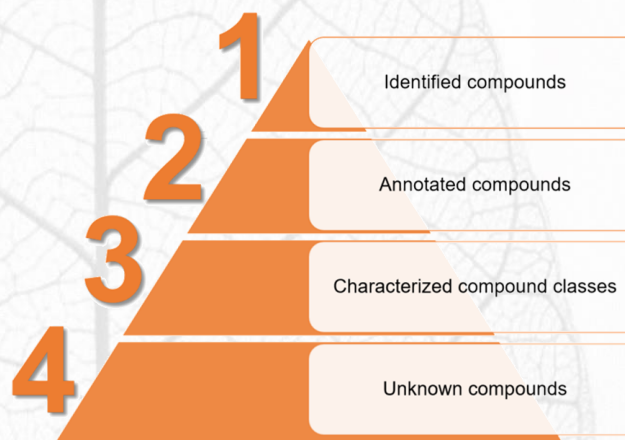 1
Identified compounds
2
Annotated compounds
3
Characterized compound classes
4
Unknown compounds